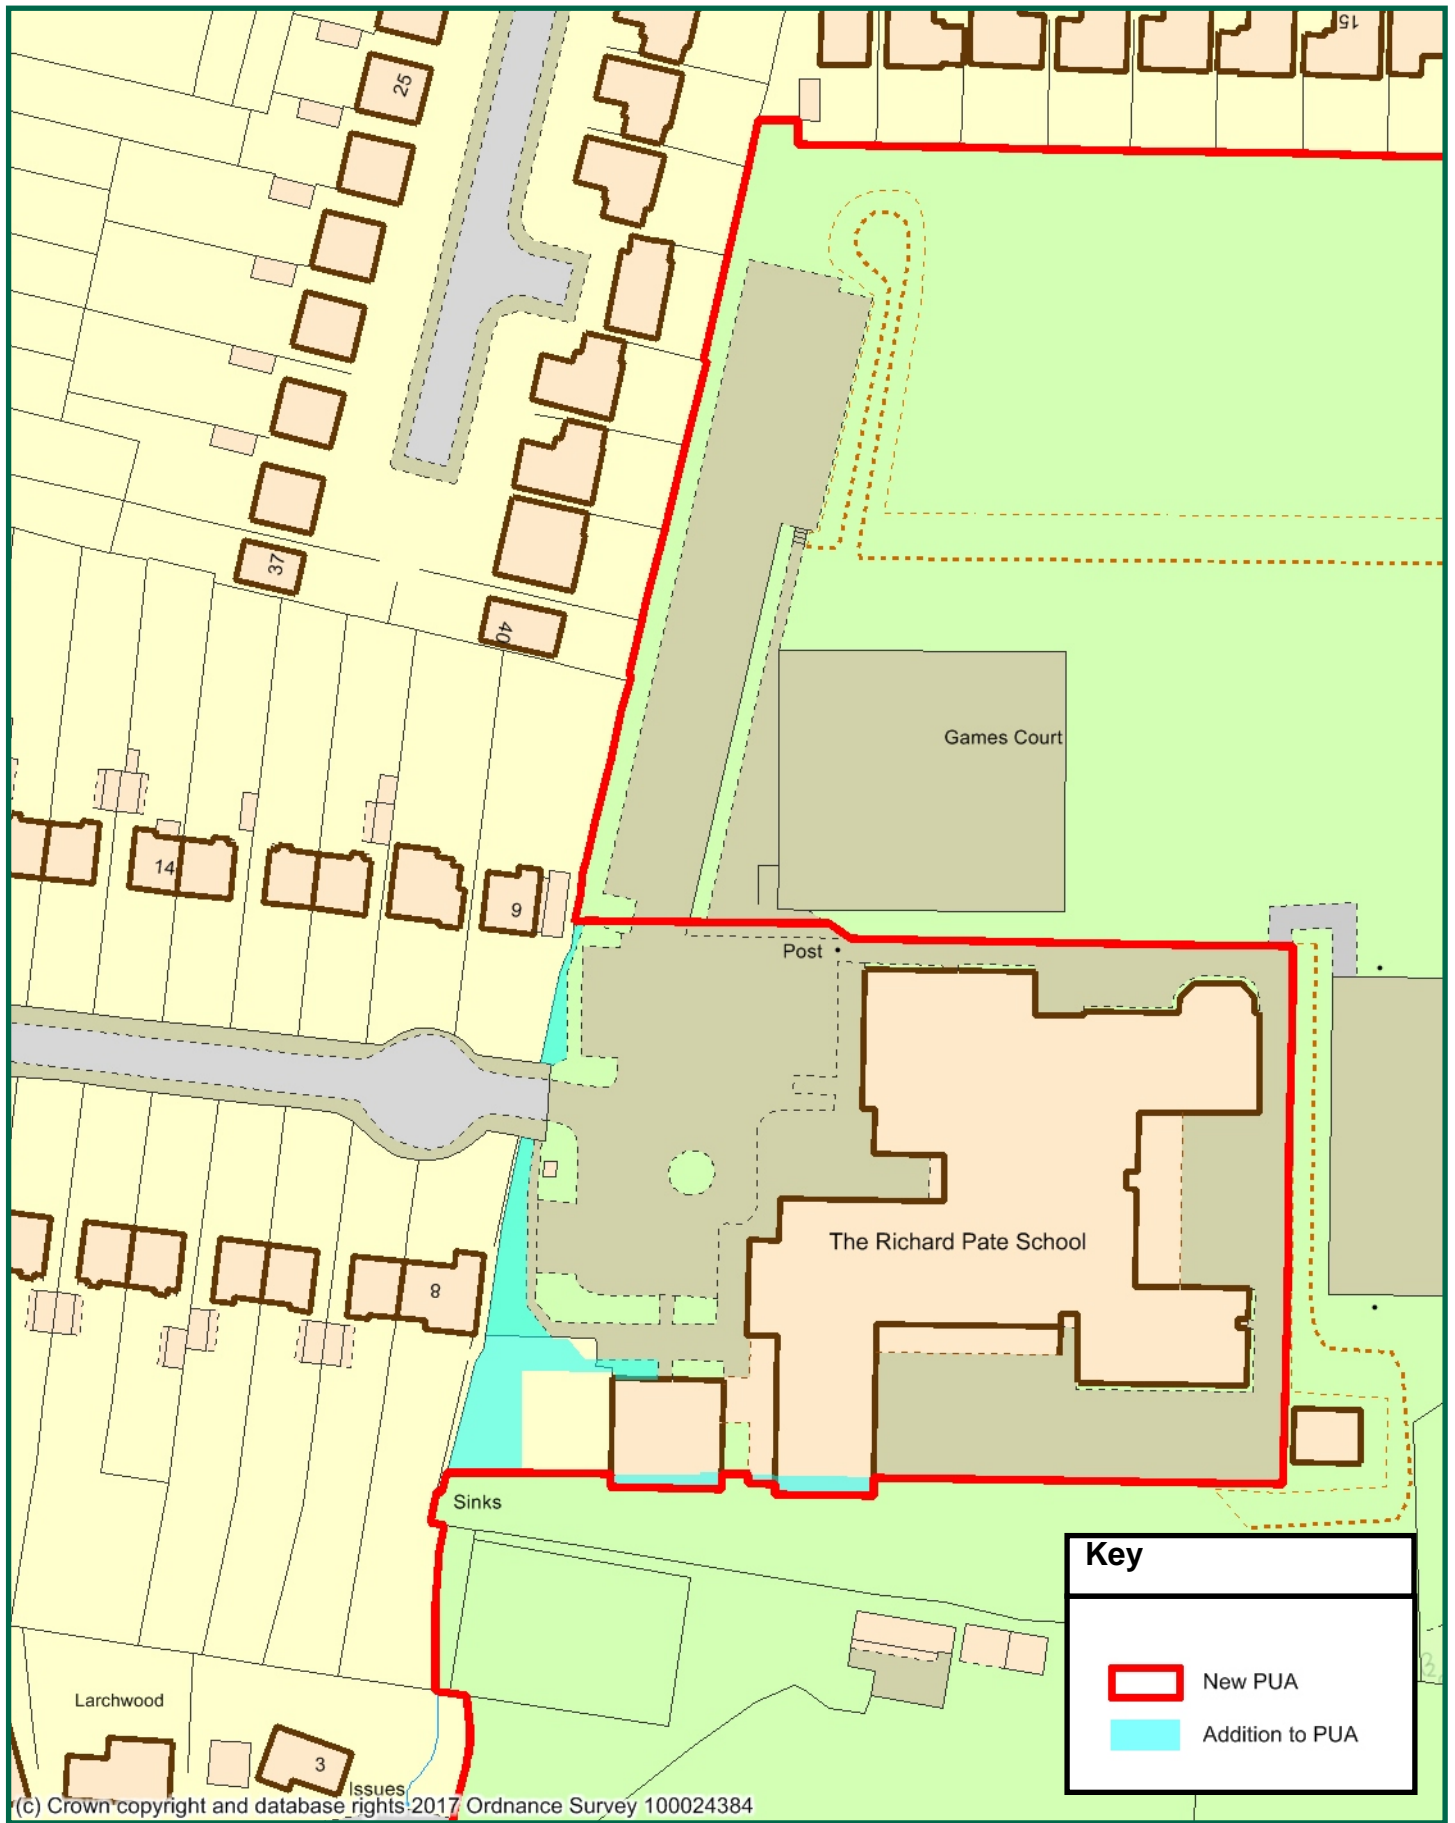 15
25
37
40
Games Court
14
9
Post
The Richard Pate School
8
Sinks
Key
New PUA
Larchwood
Addition to PUA
3
Issues
(c) Crown copyright and database rights 2017 Ordnance Survey 100024384